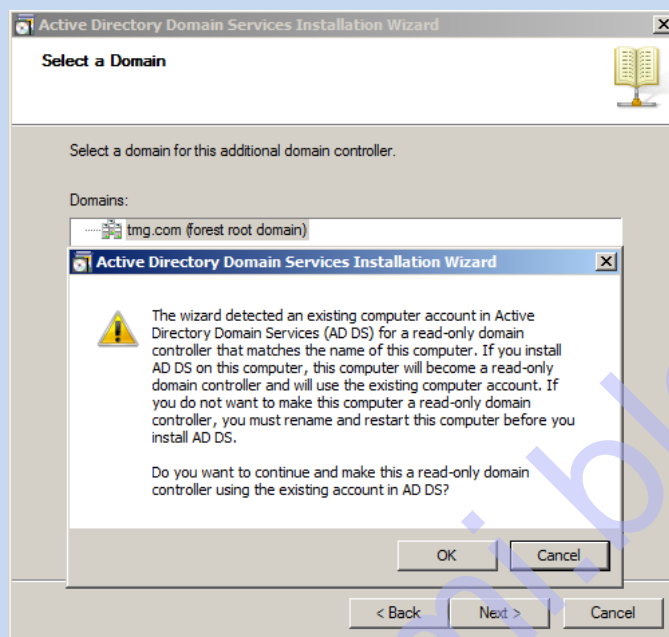 Active Directory Domain Services Installation Wizard
Select a Domain
Select a domain for this additional domain controller.
Domains:
tmg.com (forest root domain)
Active Directory Domain Services Installation Wizard
The wizard detected an existing computer account in Active
Directory Domain Services (AD DS) for a read-only domain
controller that matches the name of this computer. If you install
AD DS on this computer, this computer will become a read-only
domain controller and will use the existing computer account. If
you do not want to make this computer a read-only domain
controller, you must rename and restart this computer before you
install AD DS.
Do you want to continue and make this a read-only domain
controller using the existing account in AD DS?
OK Cancel
< Back Next > Cancel